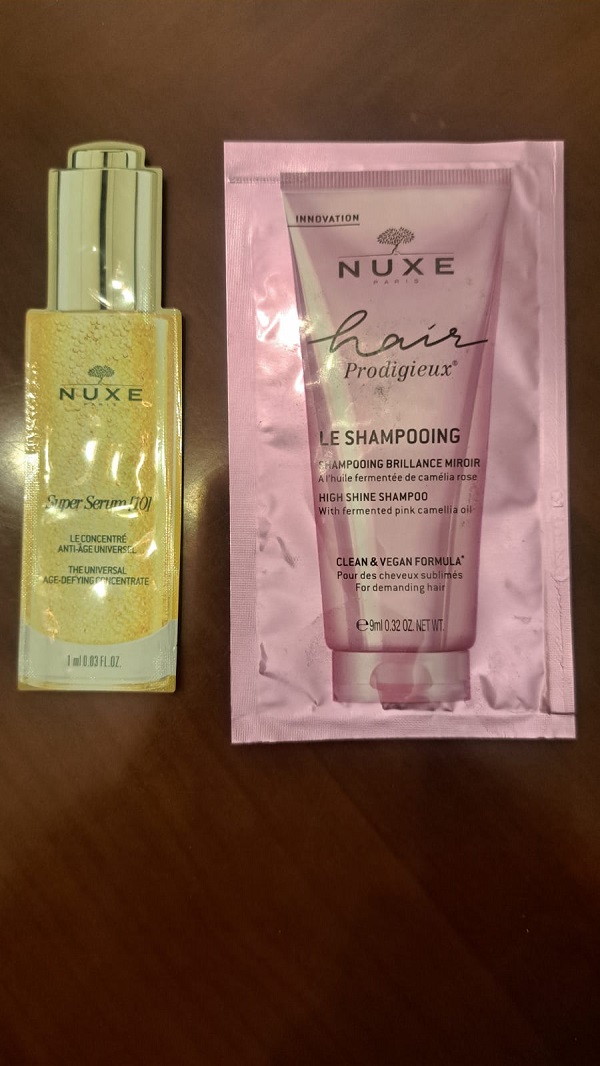 NUXE
PARIS
Super Serum [10]
LE CONCENTRÉ
ANTI-ÂGE UNIVERSEL
THE UNIVERSAL
AGE-DEFYING CONCENTRATE
1 ml 0.03 FL.OZ.
INNOVATION
NUXE
PARIS
hair
Prodigieux®
LE SHAMPOOING
SHAMPOOING BRILLANCE MIROIR
A l'huile fermentée de camélia rose
HIGH SHINE SHAMPOO
With fermented pink camellia oil
CLEAN & VEGAN FORMULA*
Pour des cheveux sublimés
For demanding hair
℮9ml 0.32 OZ. NET WT.